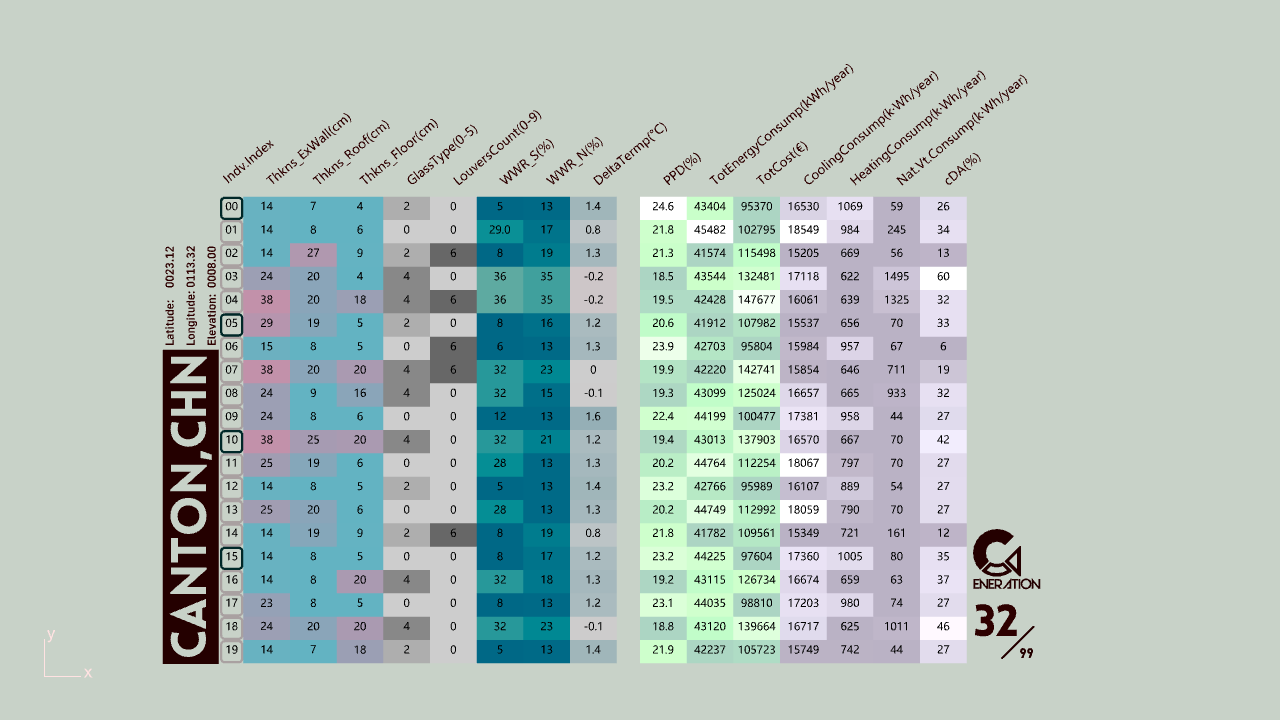 Indv.Index Thkns_ExWall(cm) Thkns_Roof(cm) Thkns_Floor(cm) GlassType(0-5) LouversCount(0-9) WWR_S(%) WWR_N(%) DeltaTermp(°C) PPD(%) TotEnergyConsump(kWh/year) TotCost(€) CoolingConsump(k·Wh/year) HeatingConsump(k·Wh/year) Nat.Vt.Consump(k·Wh/year) cDA(%)
00 14 7 4 2 0 5 13 1.4 24.6 43404 95370 16530 1069 59 26
01 14 8 6 0 0 29.0 17 0.8 21.8 45482 102795 18549 984 245 34
02 14 27 9 2 6 8 19 1.3 21.3 41574 115498 15205 669 56 13
03 24 20 4 4 0 36 35 -0.2 18.5 43544 132481 17118 622 1495 60
04 38 20 18 4 6 36 35 -0.2 19.5 42428 147677 16061 639 1325 32
05 29 19 5 2 0 8 16 1.2 20.6 41912 107982 15537 656 70 33
06 15 8 5 0 6 6 13 1.3 23.9 42703 95804 15984 957 67 6
07 38 20 20 4 6 32 23 0 19.9 42220 142741 15854 646 711 19
08 24 9 16 4 0 32 15 -0.1 19.3 43099 125024 16657 665 933 32
09 24 8 6 0 0 12 13 1.6 22.4 44199 100477 17381 958 44 27
10 38 25 20 4 0 32 21 1.2 19.4 43013 137903 16570 667 70 42
11 25 19 6 0 0 28 13 1.3 20.2 44764 112254 18067 797 70 27
12 14 8 5 2 0 5 13 1.4 23.2 42766 95989 16107 889 54 27
13 25 20 6 0 0 28 13 1.3 20.2 44749 112992 18059 790 70 27
14 14 19 9 2 6 8 19 0.8 21.8 41782 109561 15349 721 161 12
15 14 8 5 0 0 8 17 1.2 23.2 44225 97604 17360 1005 80 35
16 14 8 20 4 0 32 18 1.3 19.2 43115 126734 16674 659 63 37
17 23 8 5 0 0 8 13 1.2 23.1 44035 98810 17203 980 74 27
18 24 20 20 4 0 32 23 -0.1 18.8 43120 139664 16717 625 1011 46
19 14 7 18 2 0 5 13 1.4 21.9 42237 105723 15749 742 44 27
Latitude: 0023.12
Longitude: 0113.32
Elevation: 0008.00
CANTON,CHN
GENERATION
32/99
y
x